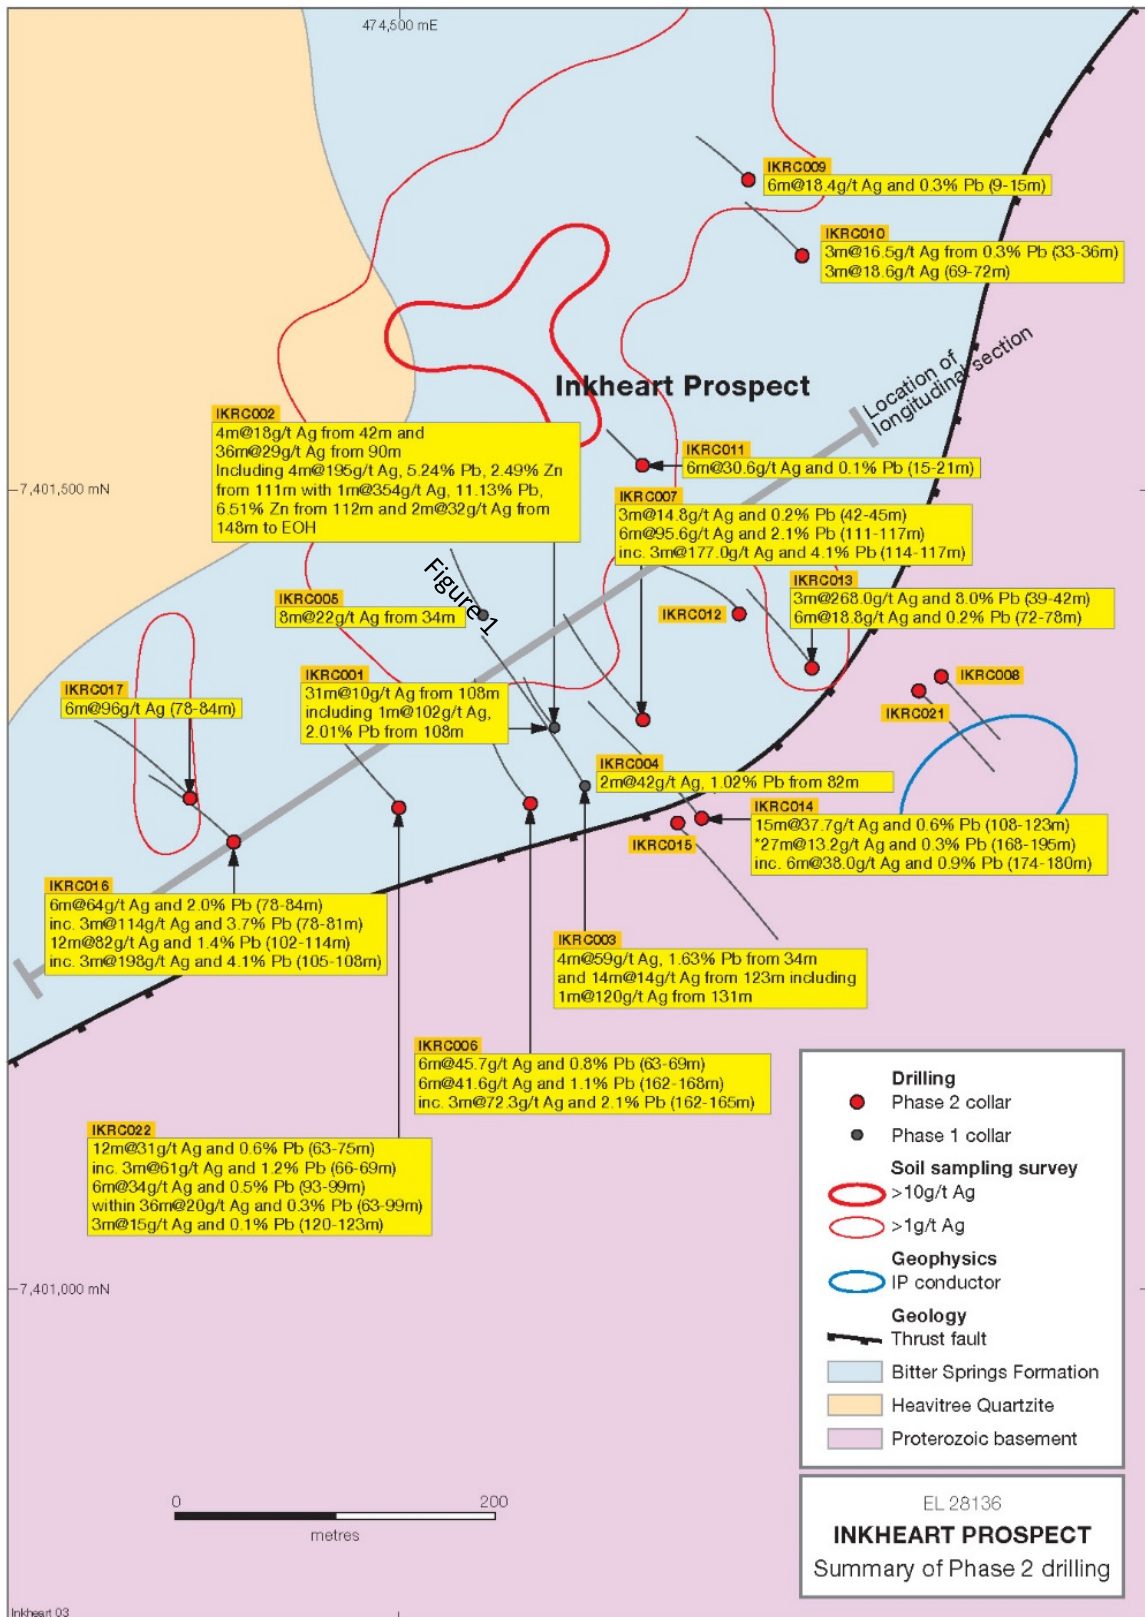 474,500 mE
IKRC009
6m@18.4g/t Ag and 0.3% Pb (9-15m)
IKRC010
3m@16.5g/t Ag from 0.3% Pb (33-36m)
3m@18.6g/t Ag (69-72m)
Location of
longitudinal section
Inkheart Prospect
IKRC002
4m@18g/t Ag from 42m and
36m@29g/t Ag from 90m
Including 4m@195g/t Ag, 5.24% Pb, 2.49% Zn
from 111m with 1m@354g/t Ag, 11.13% Pb,
6.51% Zn from 112m and 2m@32g/t Ag from
148m to EOH
IKRC011
6m@30.6g/t Ag and 0.1% Pb (15-21m)
7,401,500 mN
IKRC007
3m@14.8g/t Ag and 0.2% Pb (42-45m)
6m@95.6g/t Ag and 2.1% Pb (111-117m)
inc. 3m@177.0g/t Ag and 4.1% Pb (114-117m)
Figure 1
IKRC005
8m@22g/t Ag from 34m
IKRC012
IKRC013
3m@268.0g/t Ag and 8.0% Pb (39-42m)
6m@18.8g/t Ag and 0.2% Pb (72-78m)
IKRC001
31m@10g/t Ag from 108m
including 1m@102g/t Ag,
2.01% Pb from 108m
IKRC017
6m@96g/t Ag (78-84m)
IKRC008
IKRC021
IKRC004
2m@42g/t Ag, 1.02% Pb from 82m
IKRC014
15m@37.7g/t Ag and 0.6% Pb (108-123m)
*27m@13.2g/t Ag and 0.3% Pb (168-195m)
inc. 6m@38.0g/t Ag and 0.9% Pb (174-180m)
IKRC015
IKRC016
6m@64g/t Ag and 2.0% Pb (78-84m)
inc. 3m@114g/t Ag and 3.7% Pb (78-81m)
12m@82g/t Ag and 1.4% Pb (102-114m)
inc. 3m@198g/t Ag and 4.1% Pb (105-108m)
IKRC003
4m@59g/t Ag, 1.63% Pb from 34m
and 14m@14g/t Ag from 123m including
1m@120g/t Ag from 131m
IKRC006
6m@45.7g/t Ag and 0.8% Pb (63-69m)
6m@41.6g/t Ag and 1.1% Pb (162-168m)
inc. 3m@72.3g/t Ag and 2.1% Pb (162-165m)
IKRC022
12m@31g/t Ag and 0.6% Pb (63-75m)
inc. 3m@61g/t Ag and 1.2% Pb (66-69m)
6m@34g/t Ag and 0.5% Pb (93-99m)
within 36m@20g/t Ag and 0.3% Pb (63-99m)
3m@15g/t Ag and 0.1% Pb (120-123m)
7,401,000 mN
Drilling
Phase 2 collar
Phase 1 collar
Soil sampling survey
>10g/t Ag
>1g/t Ag
Geophysics
IP conductor
Geology
Thrust fault
Bitter Springs Formation
Heavitree Quartzite
Proterozoic basement
0 200
metres
EL 28136
INKHEART PROSPECT
Summary of Phase 2 drilling
Inkheart 03